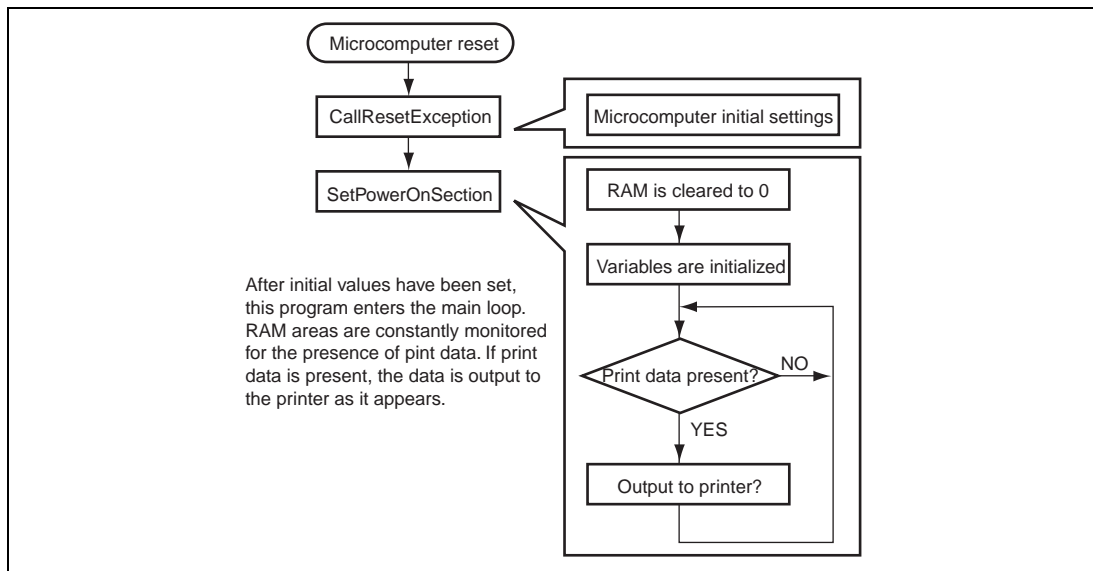 Microcomputer reset
CallResetException
Microcomputer initial settings
SetPowerOnSection
RAM is cleared to 0
Variables are initialized
After initial values have been set,
this program enters the main loop.
RAM areas are constantly monitored
for the presence of pint data. If print
data is present, the data is output to
the printer as it appears.
Print data present?
NO
YES
Output to printer?